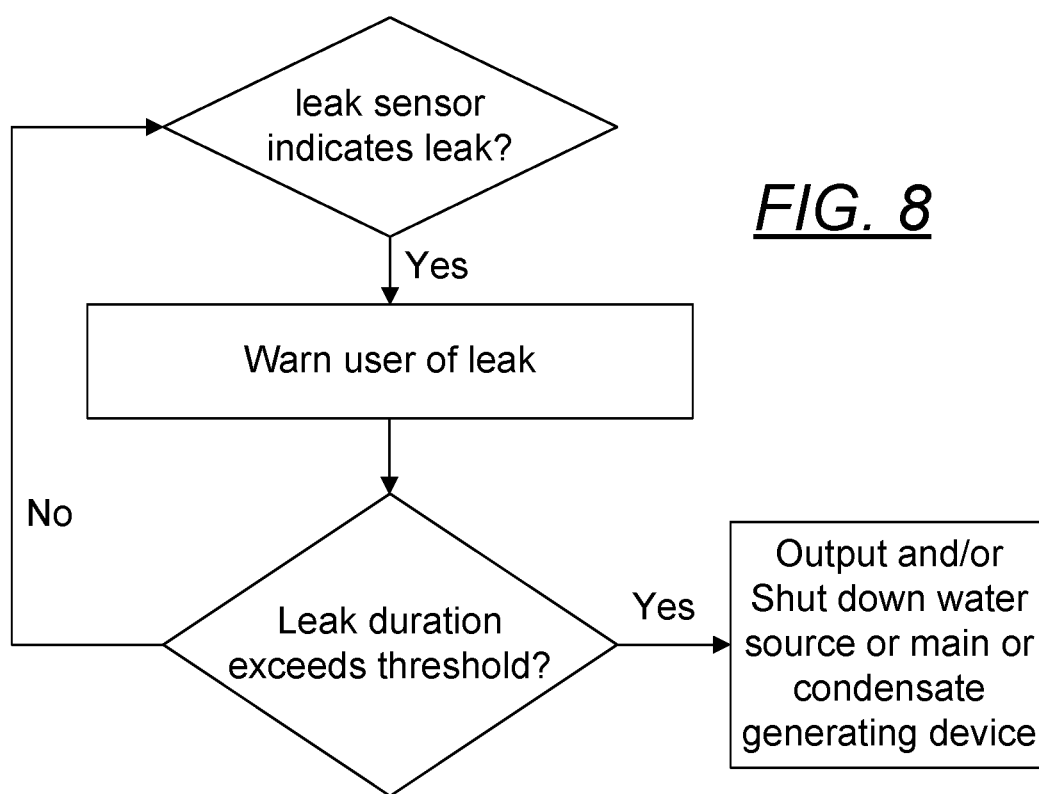 leak sensor
indicates leak?
FIG. 8
Yes
Warn user of leak
No
Leak duration
exceeds threshold?
Yes
Output and/or
Shut down water
source or main or
condensate
generating device